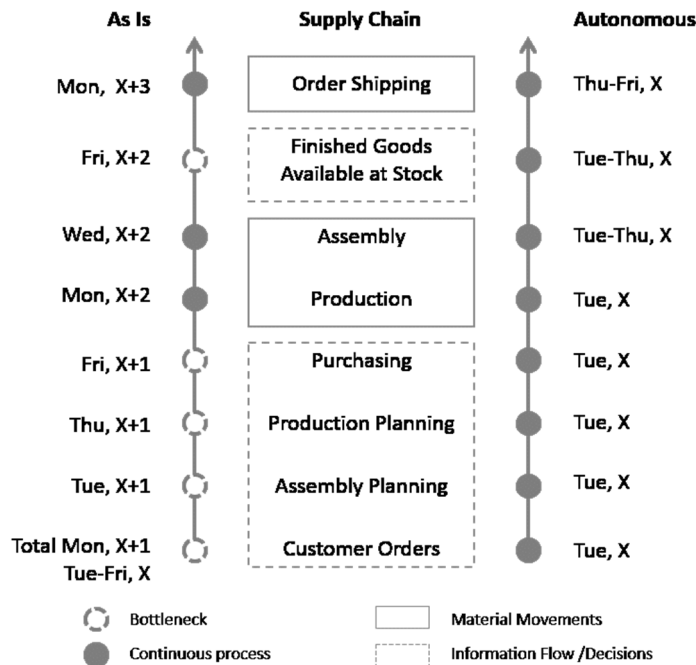 As Is Supply Chain Autonomous
Mon, X+3 Order Shipping Thu-Fri, X
Fri, X+2 Finished Goods Tue-Thu, X
Available at Stock
Wed, X+2 Assembly Tue-Thu, X
Mon, X+2 Production Tue, X
Fri, X+1 Purchasing Tue, X
Thu, X+1 Production Planning Tue, X
Tue, X+1 Assembly Planning Tue, X
Total Mon, X+1 Customer Orders Tue, X
Tue-Fri, X
Bottleneck Material Movements
Continuous process Information Flow /Decisions